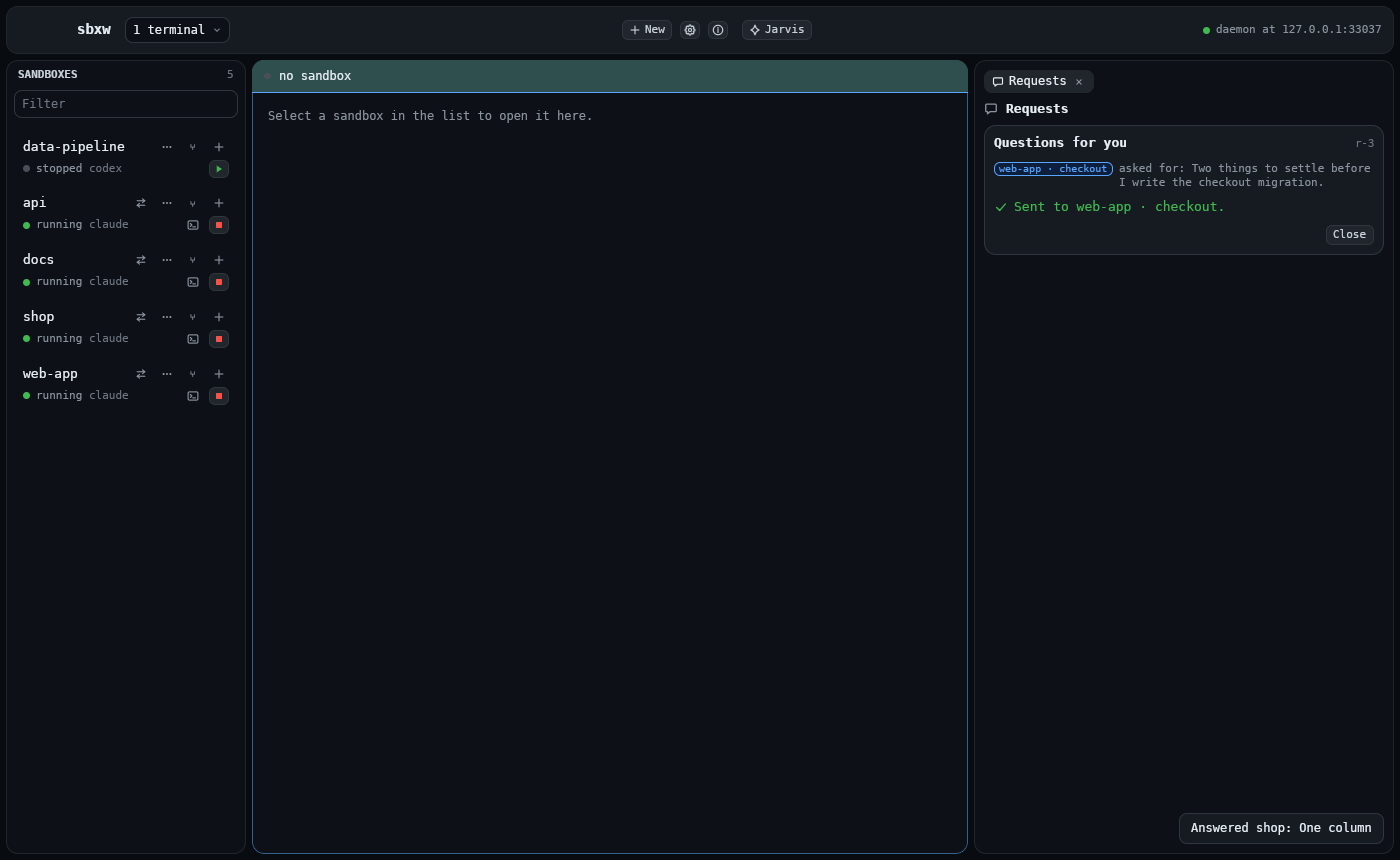 sbxw
1 terminal
New
Jarvis
daemon at 127.0.0.1:33037
SANDBOXES 5
Filter
data-pipeline
stopped codex
api
running claude
docs
running claude
shop
running claude
web-app
running claude
no sandbox
Select a sandbox in the list to open it here.
Requests ×
Requests
Questions for you r-3
web-app · checkout asked for: Two things to settle before
I write the checkout migration.
Sent to web-app · checkout.
Close
Answered shop: One column